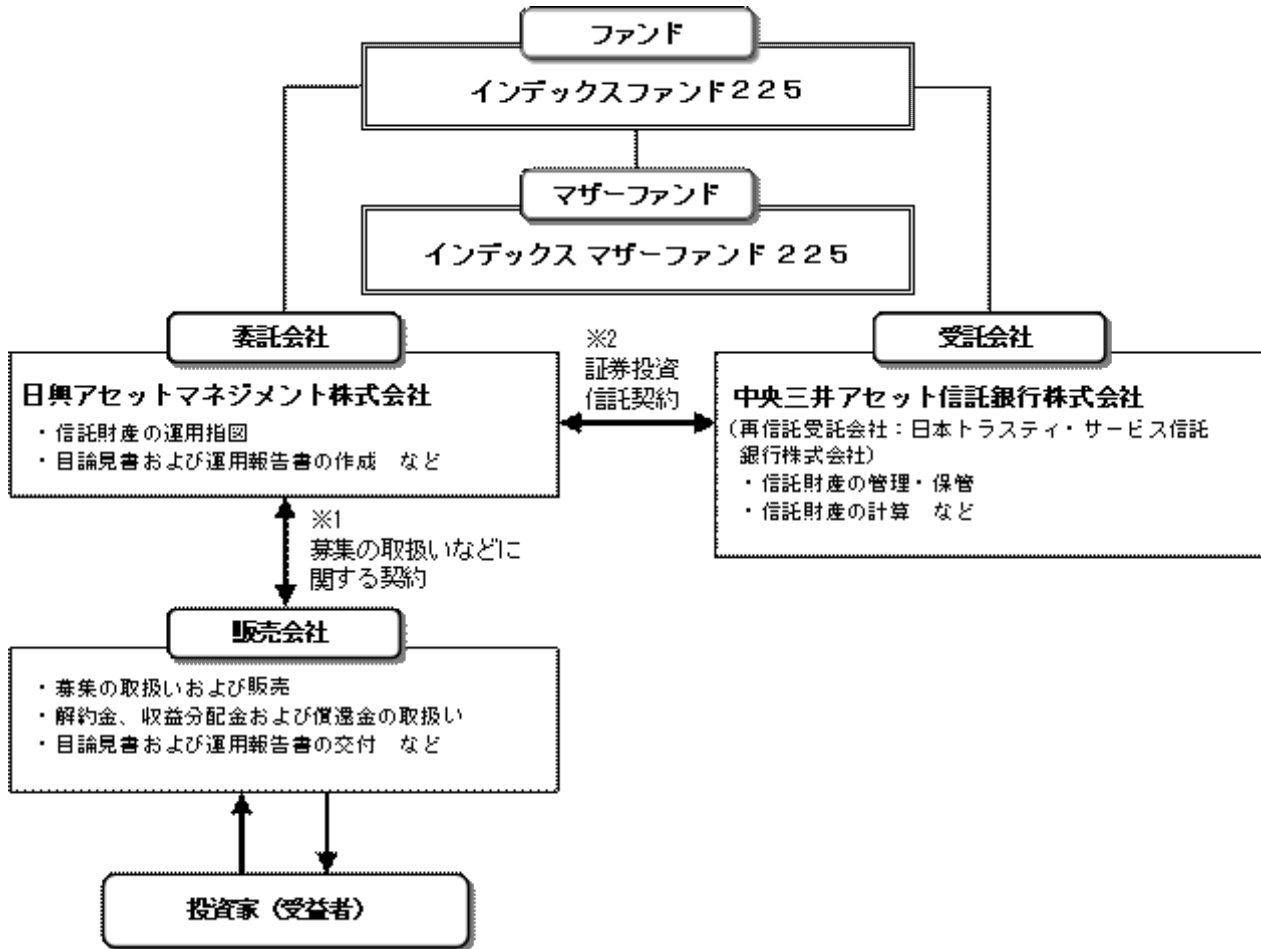 ファンド
インデックスファンド２２５
マザーファンド
インデックス マザーファンド ２２５
委託会社
日興アセットマネジメント株式会社
・信託財産の運用指図
・目論見書および運用報告書の作成　など
※2
証券投資
信託契約
受託会社
中央三井アセット信託銀行株式会社
（再信託受託会社：日本トラスティ・サービス信託
銀行株式会社）
・信託財産の管理・保管
・信託財産の計算　など
※1
募集の取扱いなどに
関する契約
販売会社
・募集の取扱いおよび販売
・解約金、収益分配金および償還金の取扱い
・目論見書および運用報告書の交付　など
投資家（受益者）